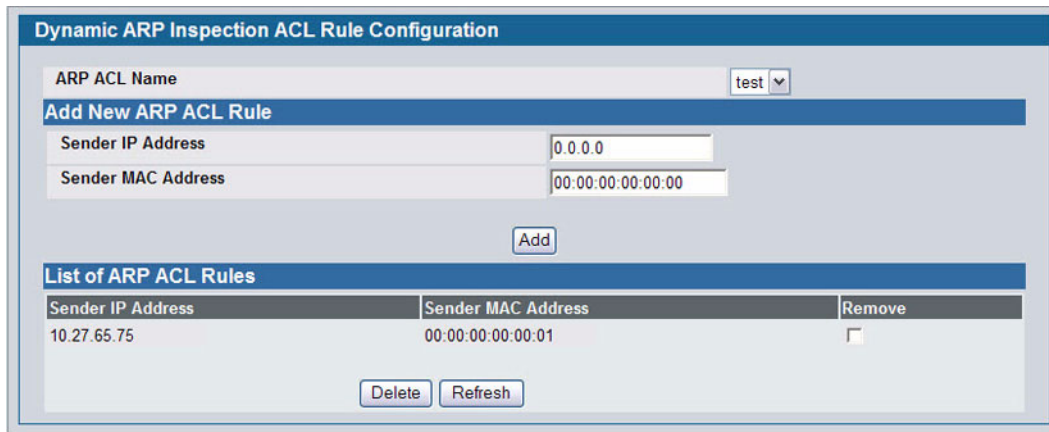 Dynamic ARP Inspection ACL Rule Configuration
ARP ACL Name test
Add New ARP ACL Rule
Sender IP Address 0.0.0.0
Sender MAC Address 00:00:00:00:00:00
Add
List of ARP ACL Rules
Sender IP Address Sender MAC Address Remove
10.27.65.75 00:00:00:00:00:01
Delete Refresh